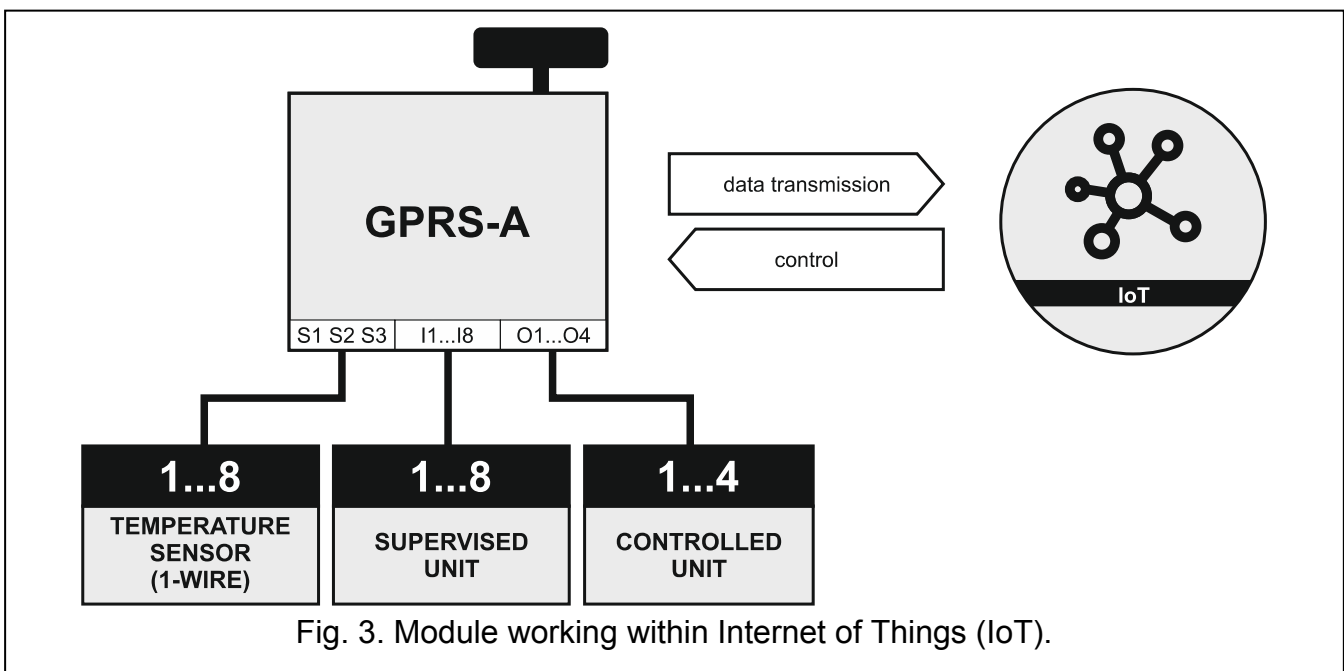 GPRS-A
data transmission
control
IoT
S1 S2 S3
I1...I8
O1...O4
1...8
TEMPERATURE
SENSOR
(1-WIRE)
1...8
SUPERVISED
UNIT
1...4
CONTROLLED
UNIT
Fig. 3. Module working within Internet of Things (IoT).